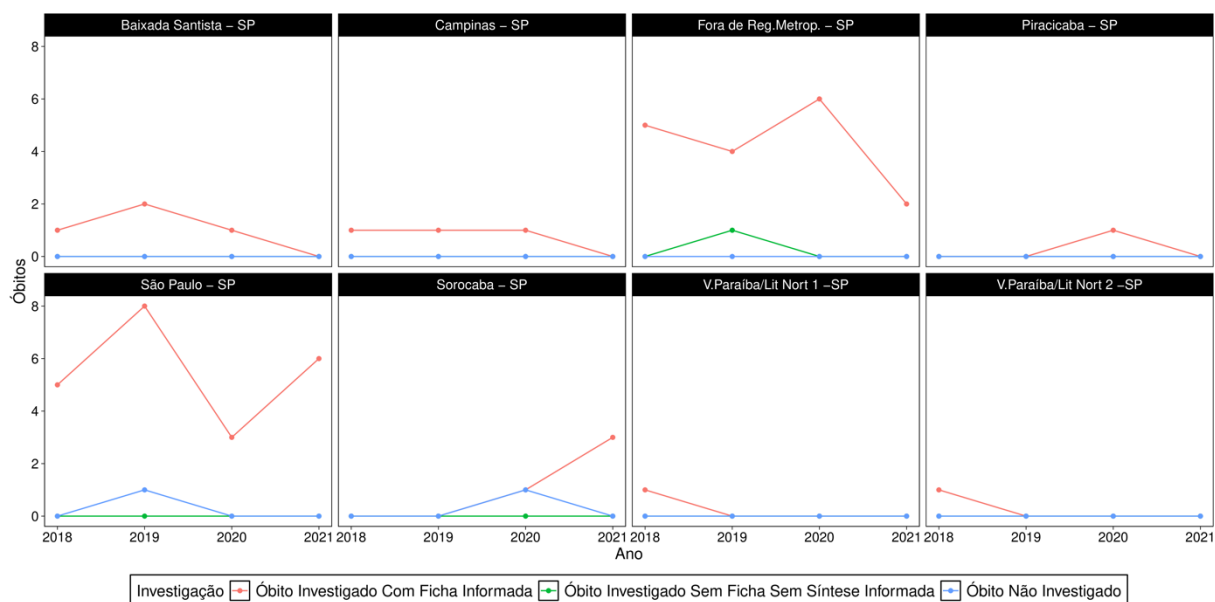 Baixada Santista − SP
Campinas − SP
Fora de Reg.Metrop. − SP
Piracicaba − SP
8
6
4
2
0
São Paulo − SP
Sorocaba − SP
V.Paraíba/Lit Nort 1 −SP
V.Paraíba/Lit Nort 2 −SP
8
6
4
2
0
Óbitos
2018 2019 2020 2021
2018 2019 2020 2021
2018 2019 2020 2021
2018 2019 2020 2021
Ano
Investigação Óbito Investigado Com Ficha Informada Óbito Investigado Sem Ficha Sem Síntese Informada Óbito Não Investigado